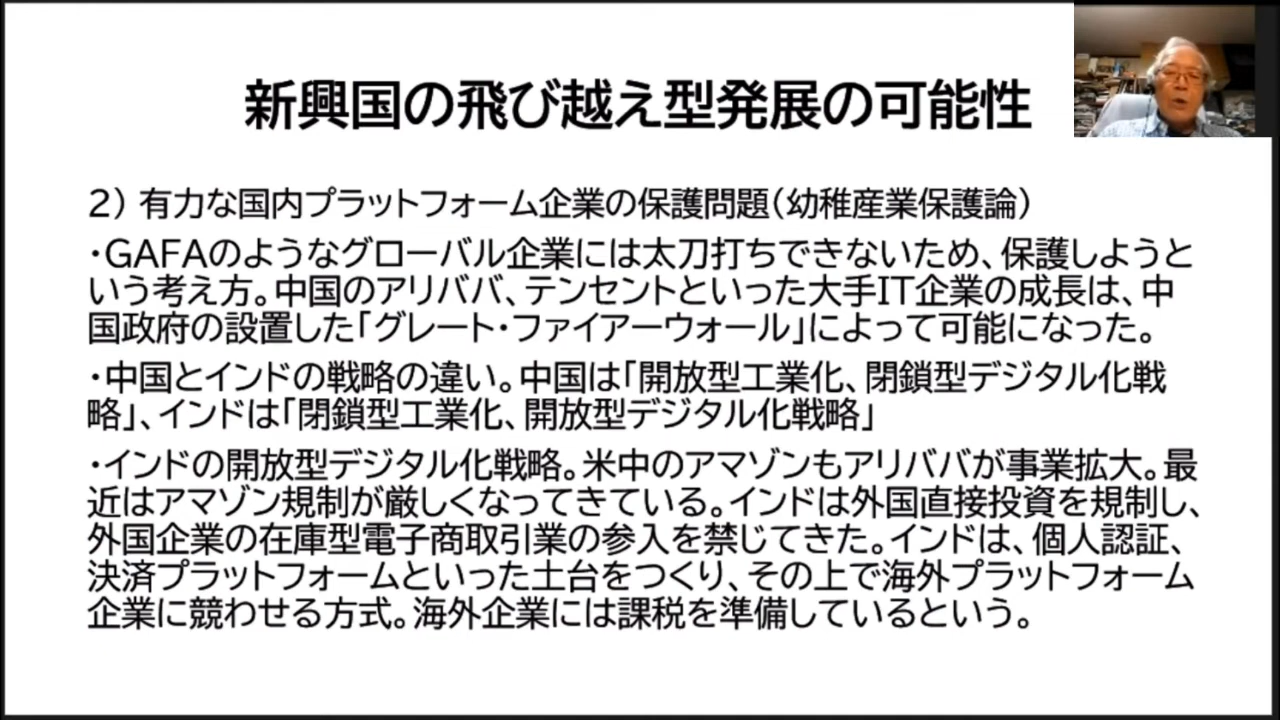 新興国の飛び越え型発展の可能性
２） 有力な国内プラットフォーム企業の保護問題（幼稚産業保護論）
・GAFAのようなグローバル企業には太刀打ちできないため、保護しようと
いう考え方。中国のアリババ、テンセントといった大手IT企業の成長は、中
国政府の設置した「グレート・ファイアーウォール」によって可能になった。
・中国とインドの戦略の違い。中国は「開放型工業化、閉鎖型デジタル化戦
略」、インドは「閉鎖型工業化、開放型デジタル化戦略」
・インドの開放型デジタル化戦略。米中のアマゾンもアリババが事業拡大。最
近はアマゾン規制が厳しくなってきている。インドは外国直接投資を規制し、
外国企業の在庫型電子商取引業の参入を禁じてきた。インドは、個人認証、
決済プラットフォームといった土台をつくり、その上で海外プラットフォーム
企業に競わせる方式。海外企業には課税を準備しているという。